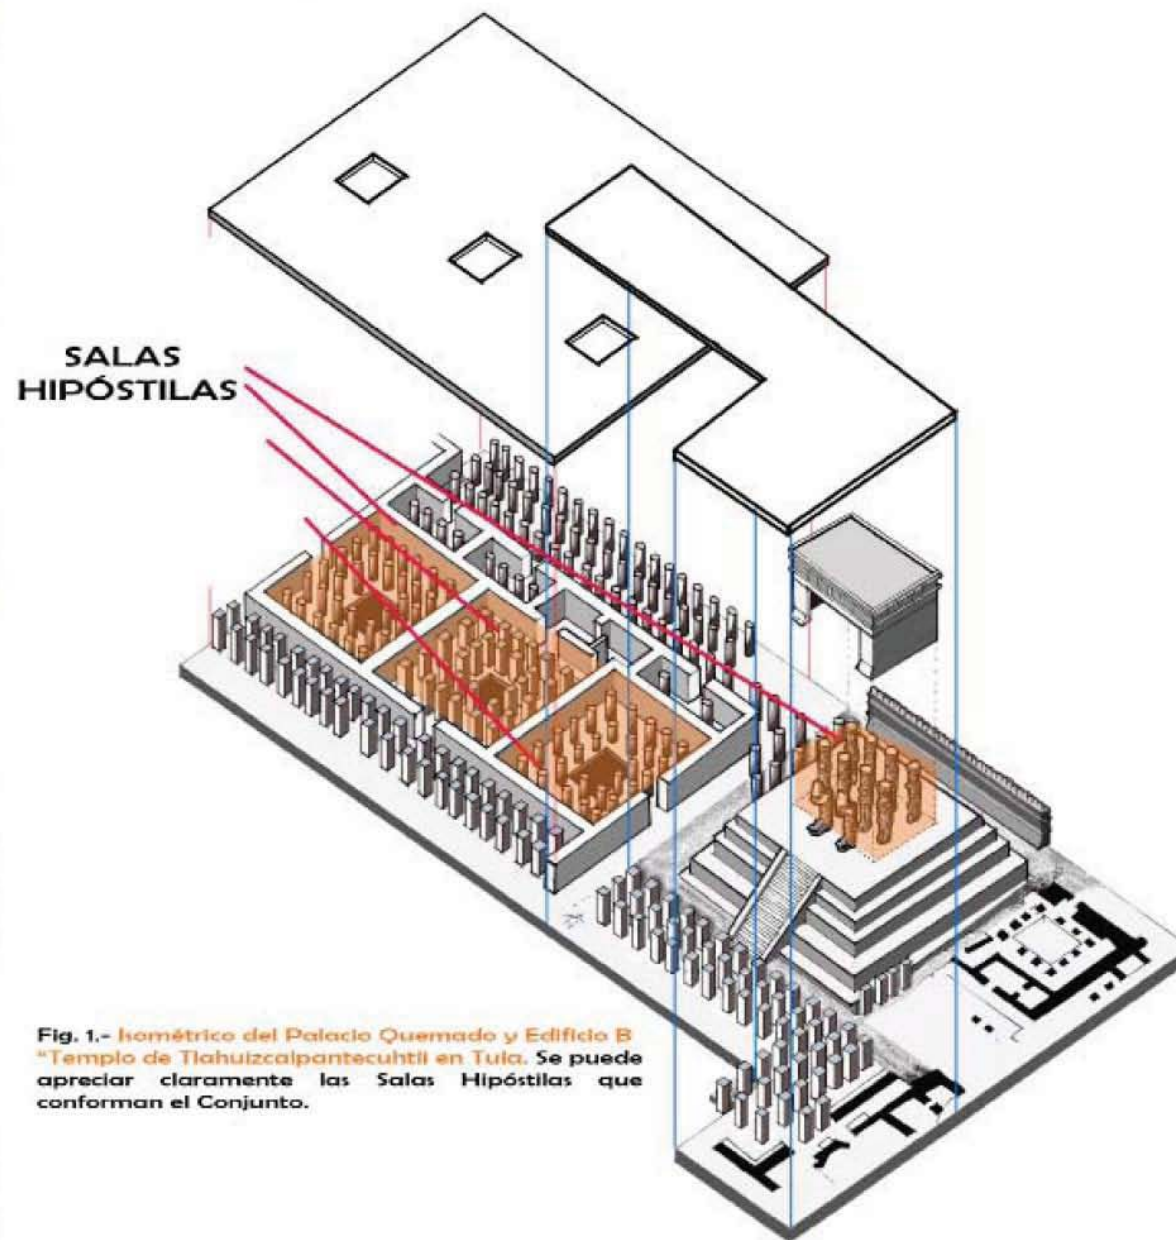 SALAS
HIPÓSTILAS
Fig. 1.- Isométrico del Palacio Quemado y Edificio B
"Templo de Tlahuizcalpantecuhtli en Tula. Se puede
apreciar claramente las Salas Hipóstilas que
conforman el Conjunto.